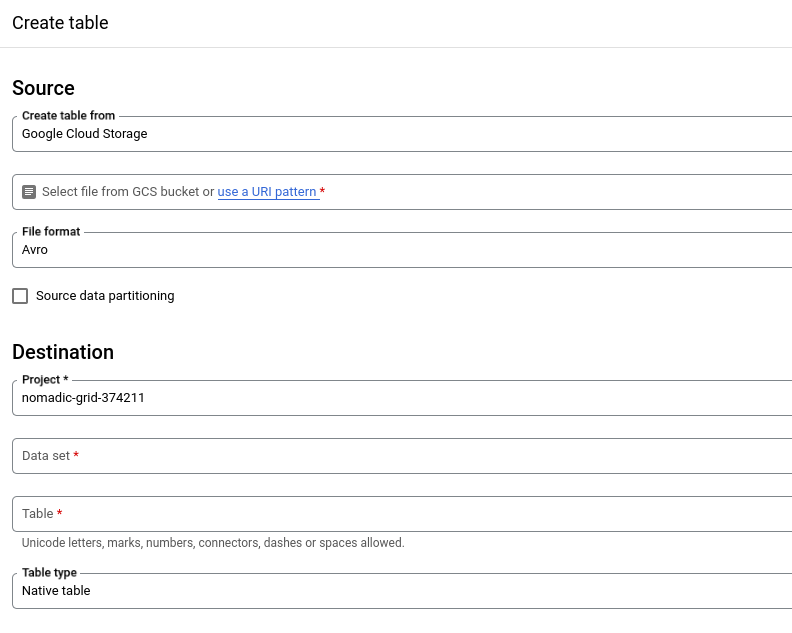 Create table
Source
Create table from
Google Cloud Storage
Select file from GCS bucket or use a URI pattern *
File format
Avro
Source data partitioning
Destination
Project *
nomadic-grid-374211
Data set *
Table *
Unicode letters, marks, numbers, connectors, dashes or spaces allowed.
Table type
Native table